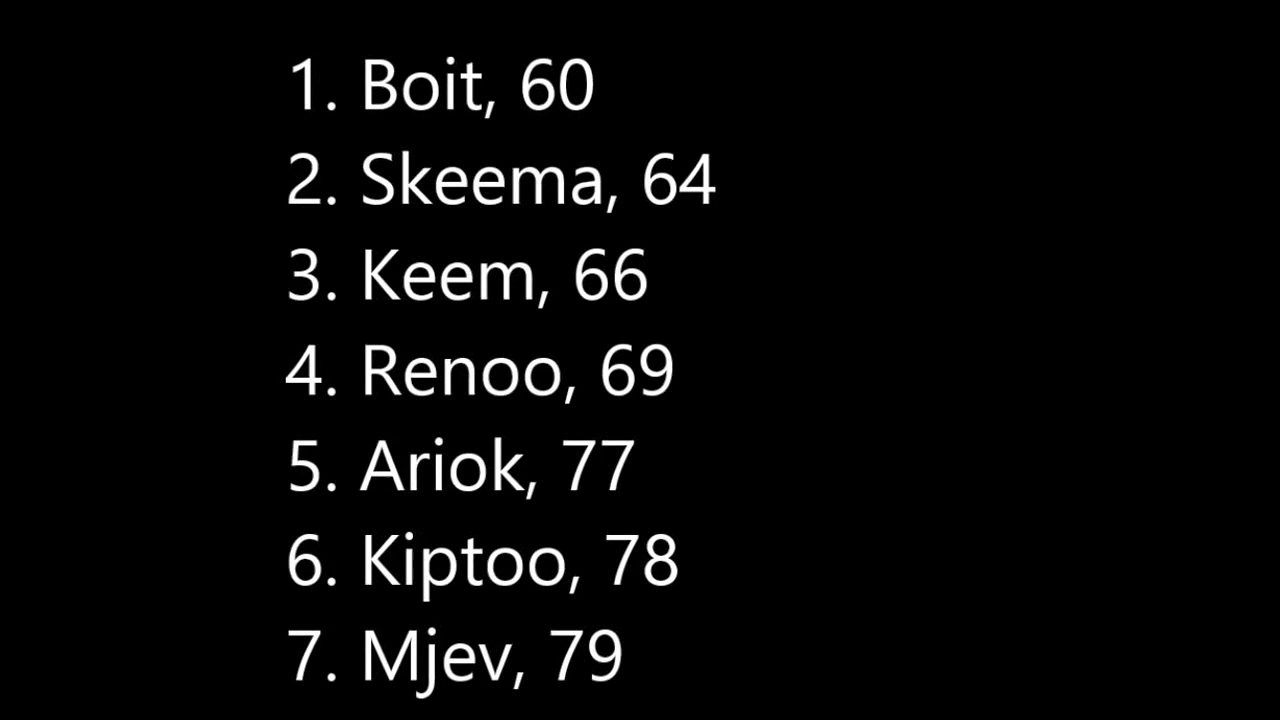 1. Boit, 60
2. Skeema, 64
3. Keem, 66
4. Renoo, 69
5. Ariok, 77
6. Kiptoo, 78
7. Mjev, 79